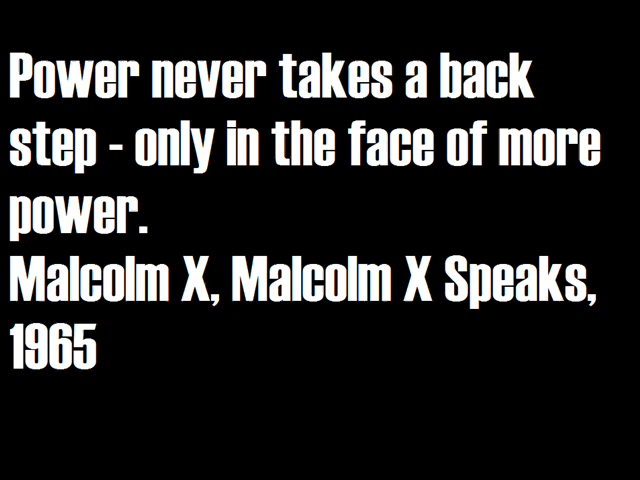 Power never takes a back
step - only in the face of more
power.
Malcolm X, Malcolm X Speaks,
1965